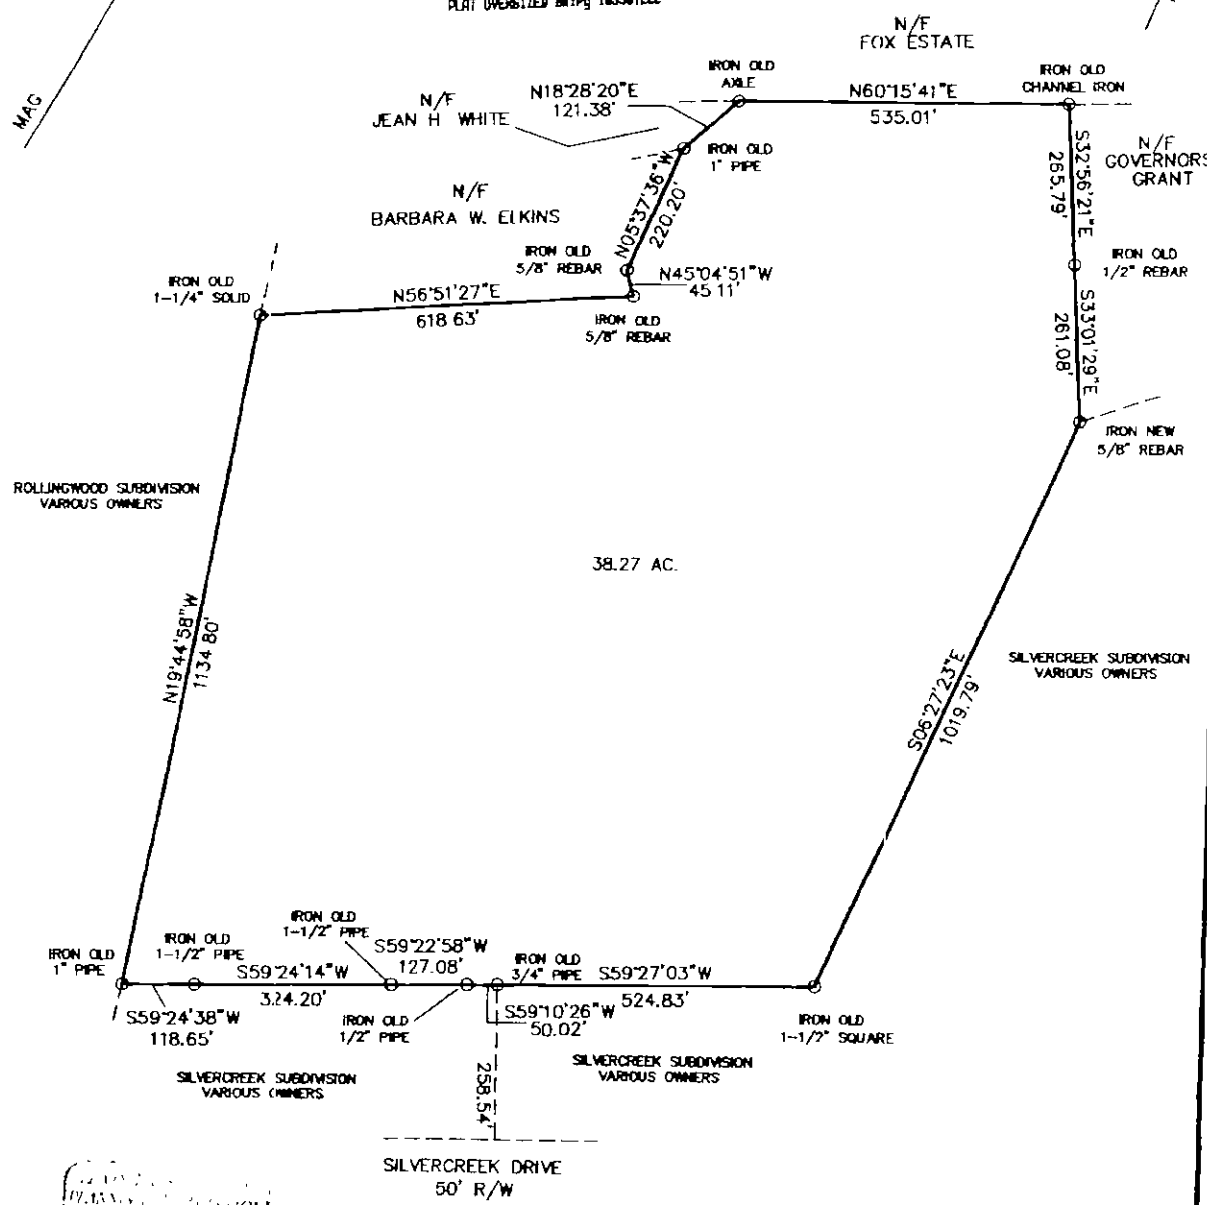 PLAT OVERSIZED
MAG
N/F
FOX ESTATE
IRON OLD
AXLE
N60°15'41"E
535.01'
IRON OLD
CHANNEL IRON
N18°28'20"E
121.38'
N/F
JEAN H WHITE
IRON OLD
1" PIPE
S32°56'21"E
265.79'
N/F
GOVERNORS
GRANT
N/F
BARBARA W. ELKINS
N05°37'36"W
220.20'
IRON OLD
5/8" REBAR
N45°04'51"W
45 11'
IRON OLD
1/2" REBAR
IRON OLD
1-1/4" SOLID
N56°51'27"E
618 63'
IRON OLD
5/8" REBAR
S33°01'29"E
261.08'
IRON NEW
5/8" REBAR
ROLLINGWOOD SUBDIVISION
VARIOUS OWNERS
38.27 AC.
N19°44'58"W
1134 80'
S06°27'23"E
1019.79'
SILVERCREEK SUBDIVISION
VARIOUS OWNERS
IRON OLD
1" PIPE
IRON OLD
1-1/2" PIPE
IRON OLD
1-1/2" PIPE
S59°24'14"W
324.20'
S59°22'58"W
127.08'
IRON OLD
3/4" PIPE
S59°27'03"W
524.83'
S59°24'38"W
118.65'
IRON OLD
1/2" PIPE
S59°10'26"W
50.02'
IRON OLD
1-1/2" SQUARE
SILVERCREEK SUBDIVISION
VARIOUS OWNERS
SILVERCREEK SUBDIVISION
VARIOUS OWNERS
258.54'
SILVERCREEK DRIVE
50' R/W